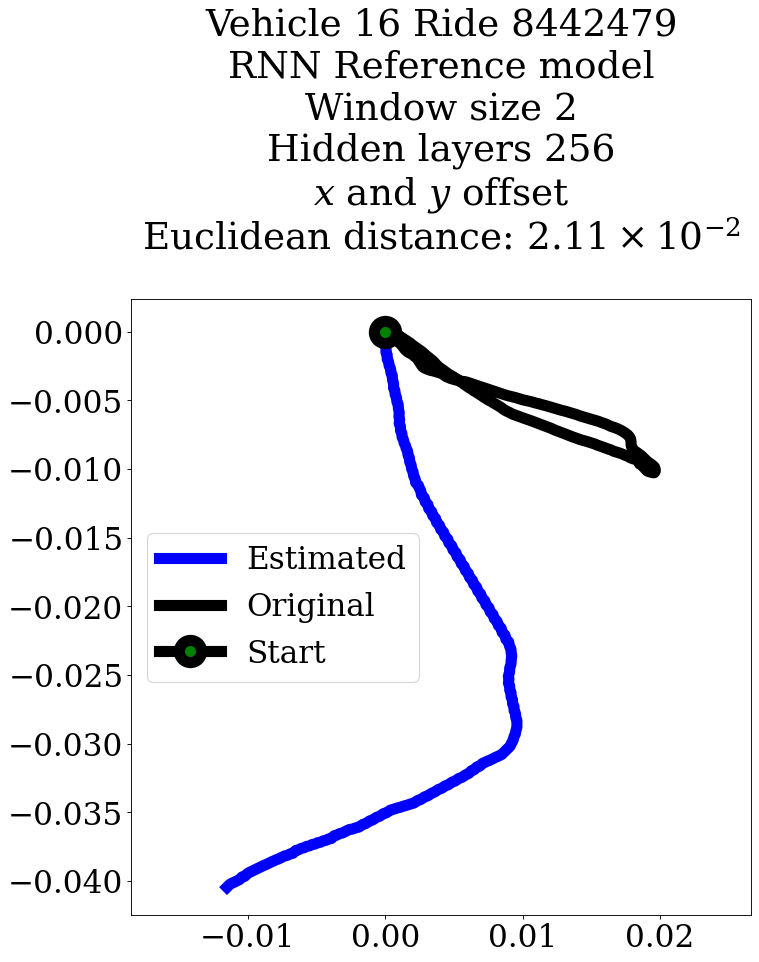 Vehicle 16 Ride 8442479
RNN Reference model
Window size 2
Hidden layers 256
x and y offset
Euclidean distance: 2.11 × 10⁻²
0.000
−0.005
−0.010
−0.015
−0.020
−0.025
−0.030
−0.035
−0.040
Estimated
Original
Start
−0.01 0.00 0.01 0.02